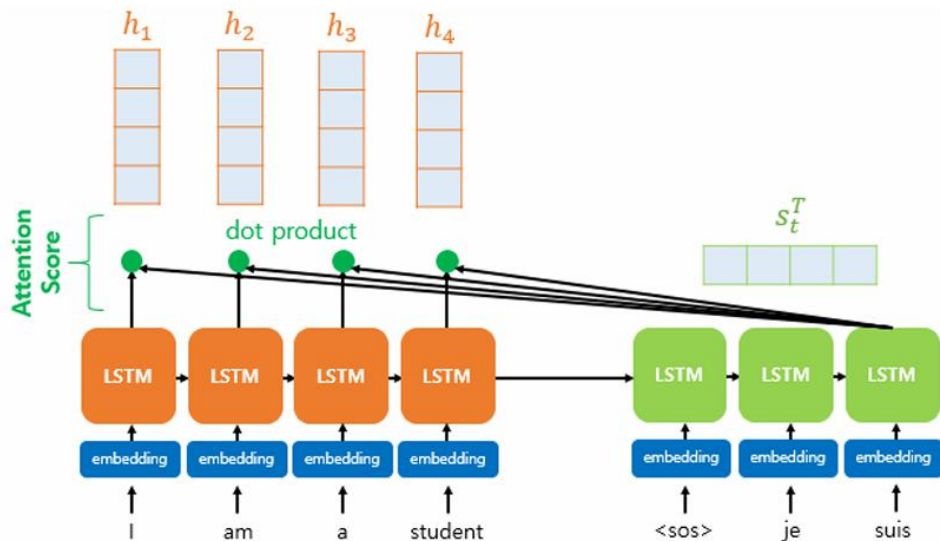 h₁ h₂ h₃ h₄
Attention
Score
dot product
sₜᵀ
LSTM LSTM LSTM LSTM LSTM LSTM LSTM
embedding embedding embedding embedding embedding embedding embedding
I am a student <sos> je suis